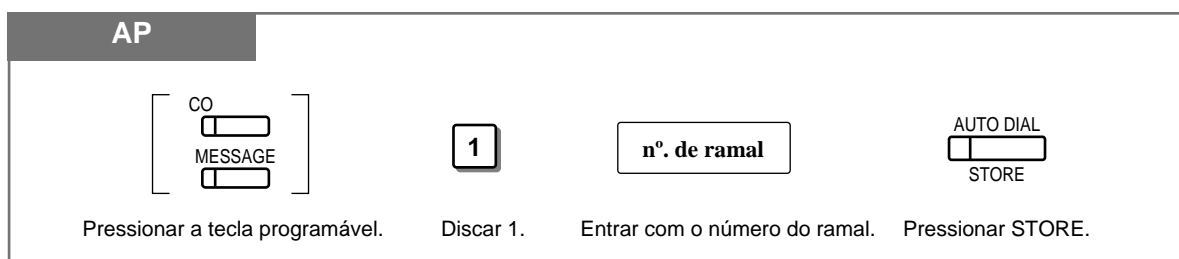 AP
CO
MESSAGE
1
nº. de ramal
AUTO DIAL
STORE
Pressionar a tecla programável.
Discar 1.
Entrar com o número do ramal.
Pressionar STORE.